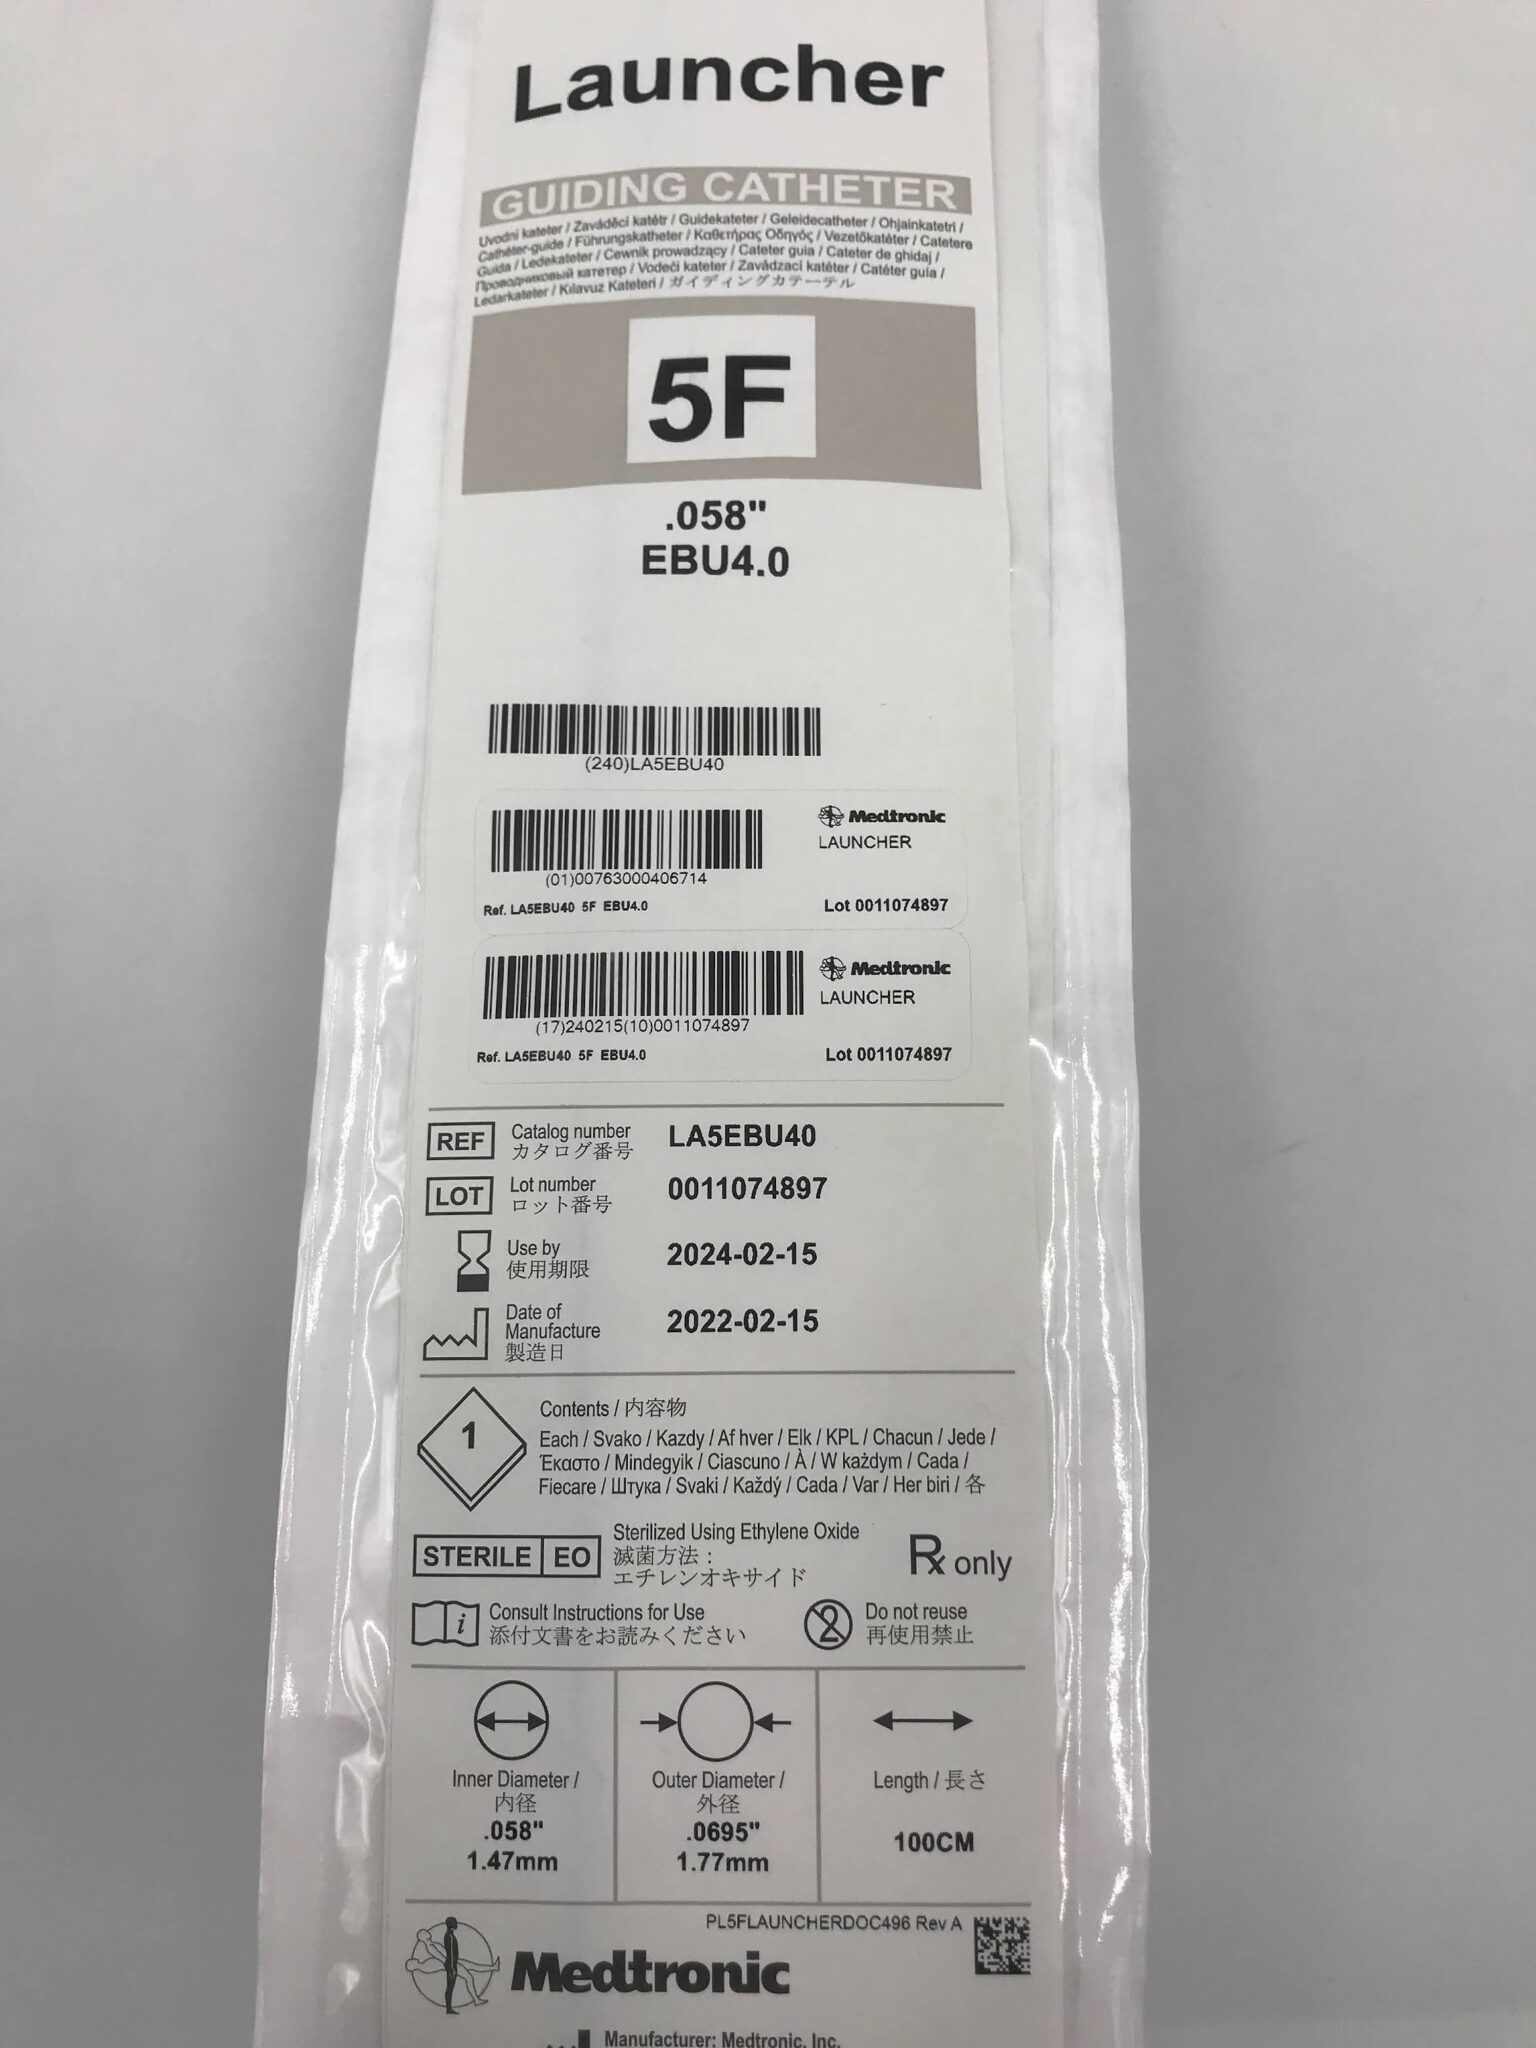 Launcher
GUIDING CATHETER
Uvodni kateter / Zaváděcí katétr / Guidekateter / Geleidecatheter / Ohjainkatetri /
Cathéter-guide / Führungskatheter / Καθετήρας Οδηγός / Vezetőkatéter / Catetere
Guida / Ledekateter / Cewnik prowadzący / Cateter guia / Cateter de ghidaj /
Проводниковый катетер / Vodeči kateter / Zavádzací katéter / Catéter guía /
Ledarkateter / Kılavuz Kateteri / ガイディングカテーテル
5F
.058"
EBU4.0
(240)LA5EBU40
Medtronic
LAUNCHER
(01)00763000406714
Ref. LA5EBU40 5F EBU4.0
Lot 0011074897
Medtronic
LAUNCHER
(17)240215(10)0011074897
Ref. LA5EBU40 5F EBU4.0
Lot 0011074897
REF Catalog number LA5EBU40
カタログ番号
LOT Lot number 0011074897
ロット番号
Use by 2024-02-15
使用期限
Date of
Manufacture 2022-02-15
製造日
1
Contents / 内容物
Each / Svako / Kazdy / Af hver / Elk / KPL / Chacun / Jede /
Έκαστο / Mindegyik / Ciascuno / À / W każdym / Cada /
Fiecare / Штука / Svaki / Každý / Cada / Var / Her biri / 各
STERILE EO
Sterilized Using Ethylene Oxide
滅菌方法：
エチレンオキサイド
Rx only
i
Consult Instructions for Use
添付文書をお読みください
2
Do not reuse
再使用禁止
Inner Diameter /
内径
.058"
1.47mm
Outer Diameter /
外径
.0695"
1.77mm
Length / 長さ
100CM
PL5FLAUNCHERDOC496 Rev A
Medtronic
Manufacturer: Medtronic, Inc.